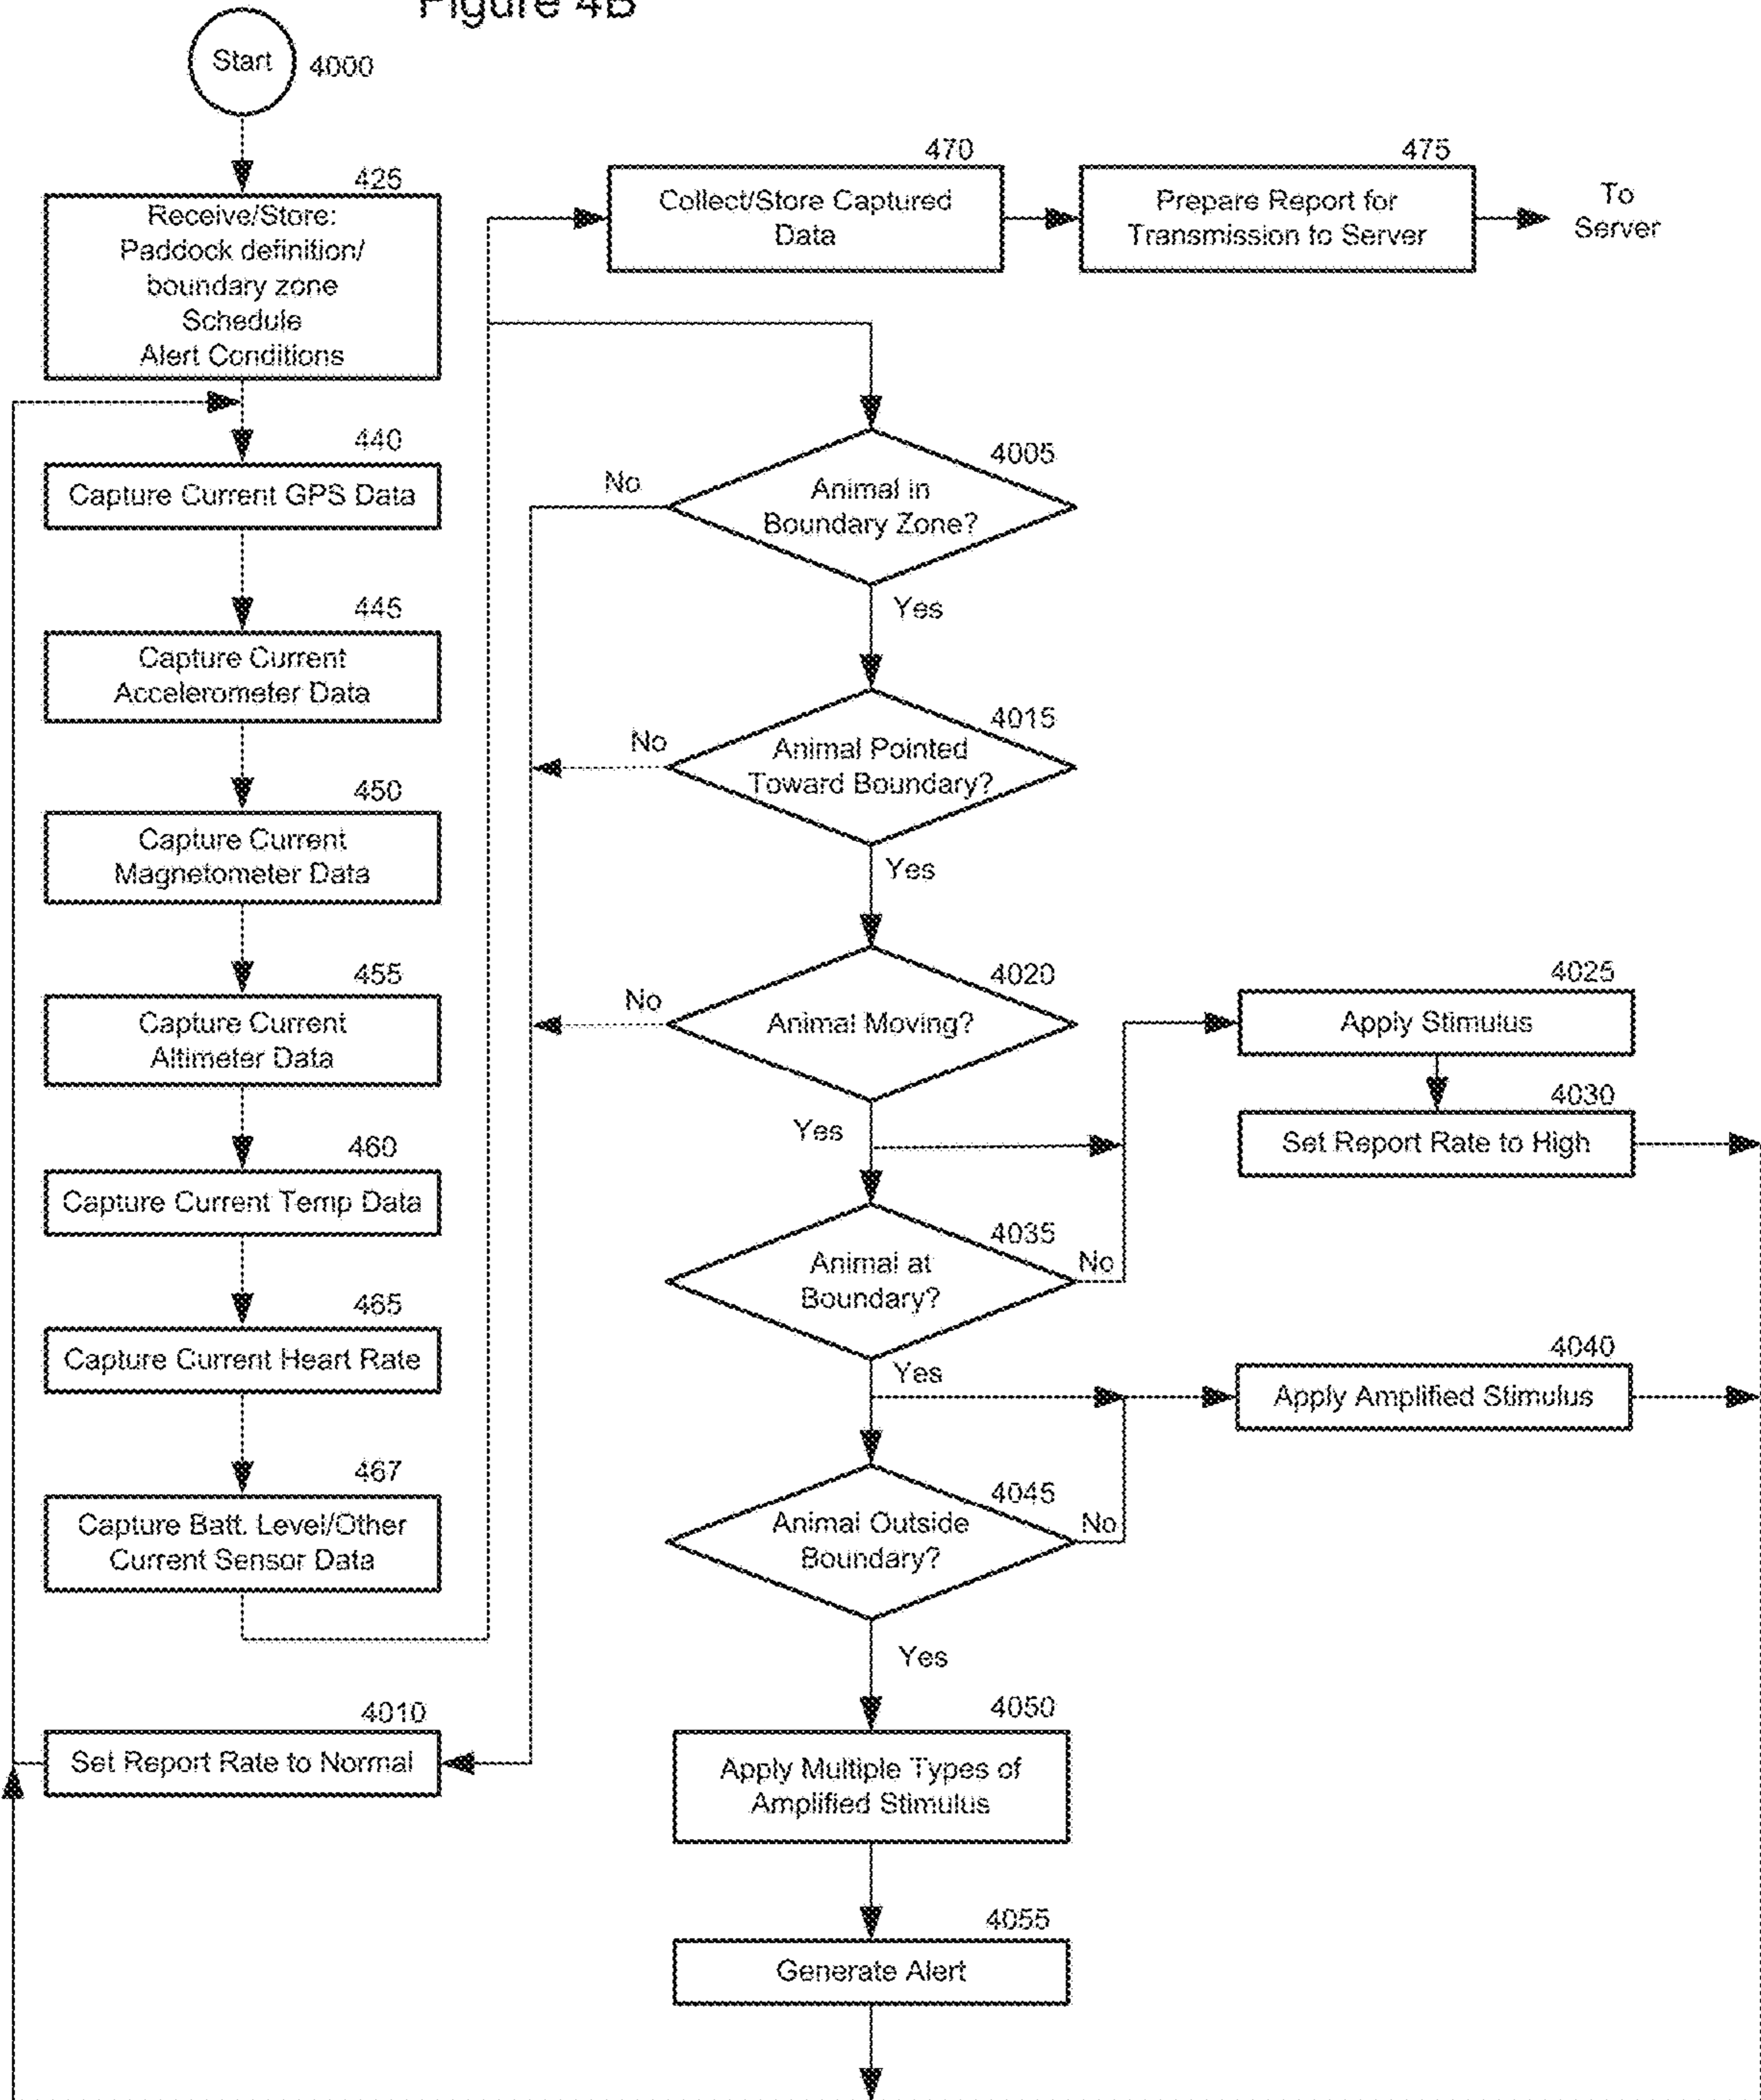 Figure 4B
Start
4000
425
Receive/Store:
Paddock definition/
boundary zone
Schedule
Alert Conditions
440
Capture Current GPS Data
445
Capture Current
Accelerometer Data
450
Capture Current
Magnetometer Data
455
Capture Current
Altimeter Data
460
Capture Current Temp Data
465
Capture Current Heart Rate
467
Capture Batt. Level/Other
Current Sensor Data
4010
Set Report Rate to Normal
470
Collect/Store Captured
Data
475
Prepare Report for
Transmission to Server
To
Server
4005
Animal in
Boundary Zone?
No
Yes
4015
Animal Pointed
Toward Boundary?
No
Yes
4020
Animal Moving?
No
Yes
4025
Apply Stimulus
4030
Set Report Rate to High
4035
Animal at
Boundary?
No
Yes
4040
Apply Amplified Stimulus
4045
Animal Outside
Boundary?
No
Yes
4050
Apply Multiple Types of
Amplified Stimulus
4055
Generate Alert